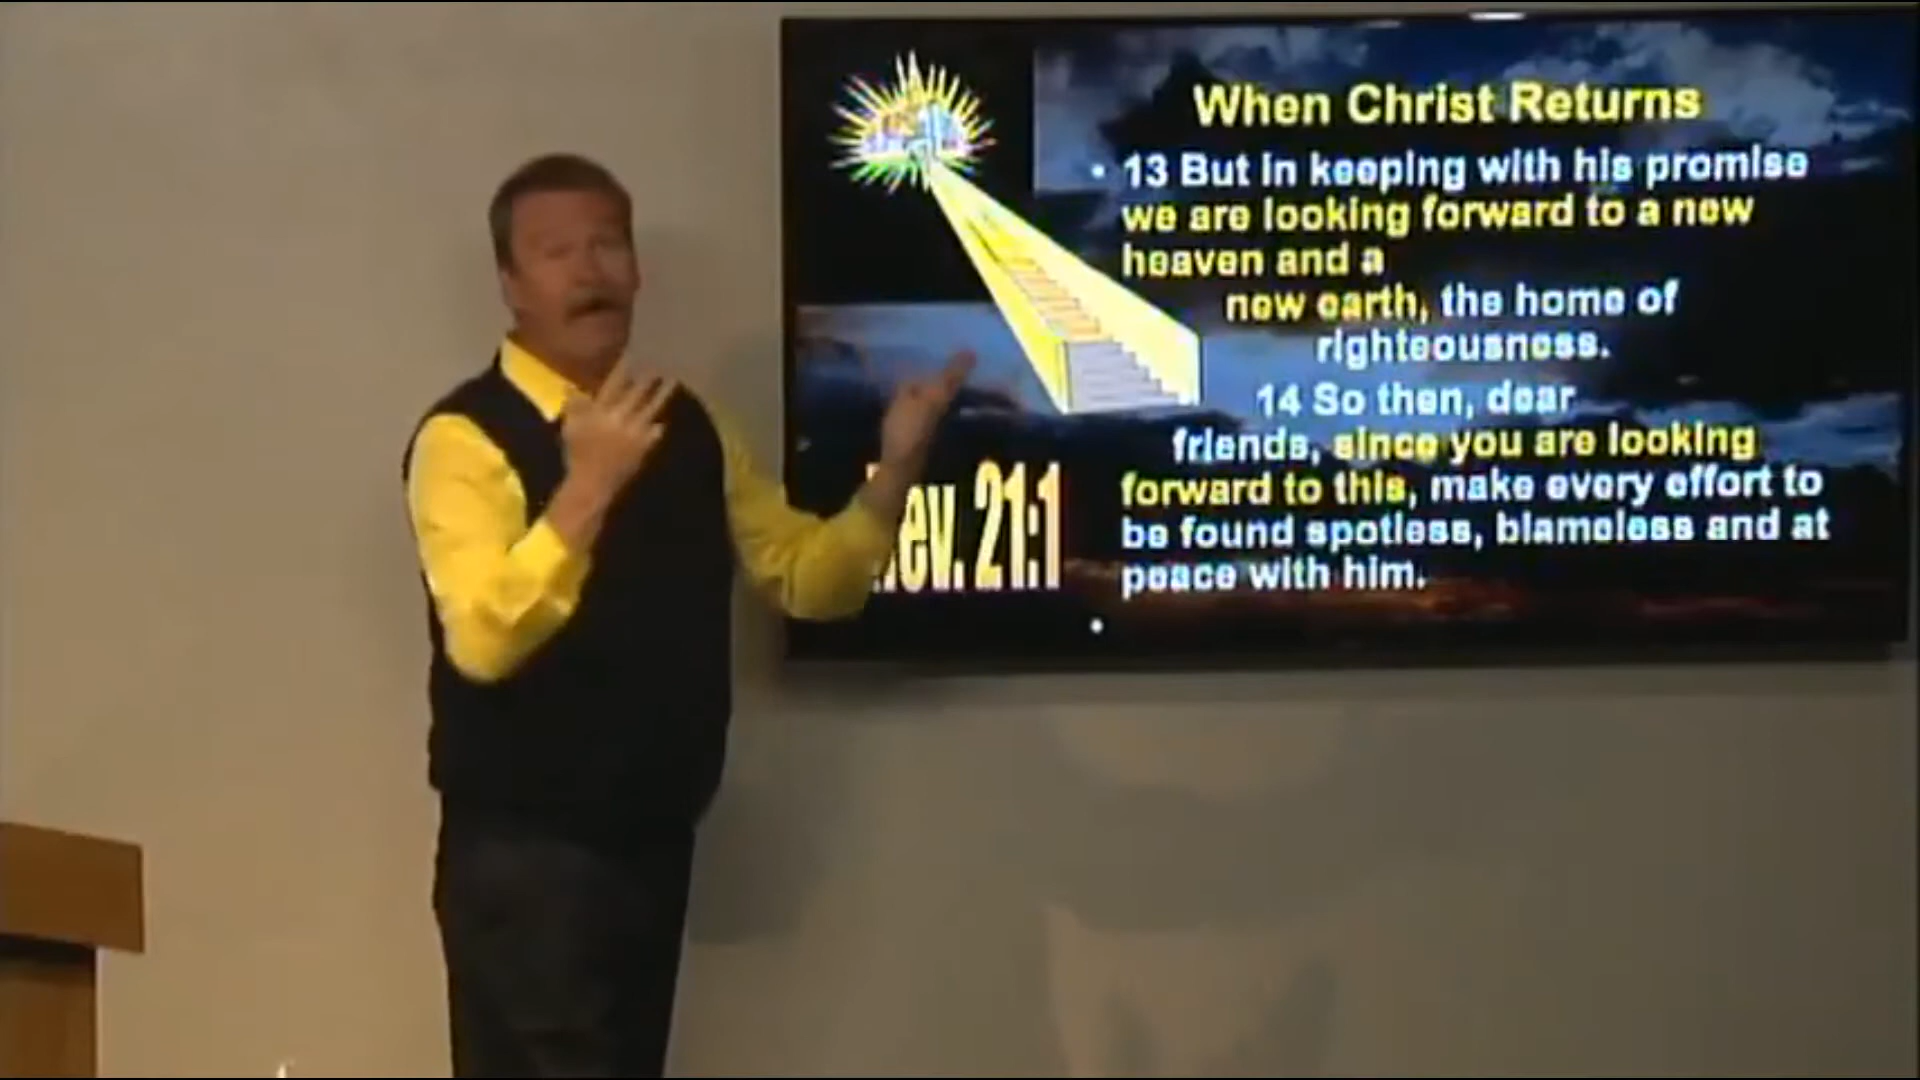 When Christ Returns
• 13 But in keeping with his promise
we are looking forward to a new
heaven and a
new earth, the home of
righteousness.
14 So then, dear
friends, since you are looking
forward to this, make every effort to
be found spotless, blameless and at
peace with him.
•
Rev. 21:1